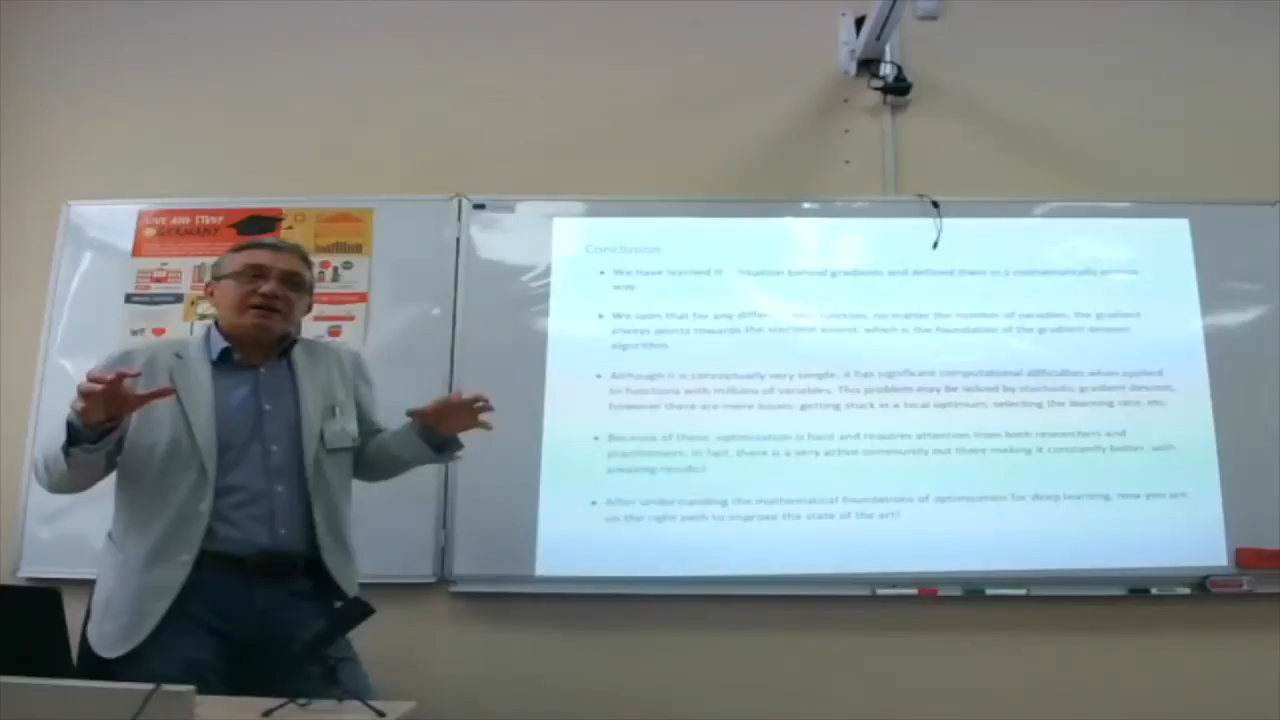 LIVE AND STUDY
GERMANY
WE
Conclusion
We have learned intuition behind gradients and defined them in a mathematically precise
way
We seen that for any function, no matter the number of variables, the gradient
always points towards the steepest ascent, which is the foundation of the gradient descent
algorithm.
Although it is conceptually very simple, it has significant computational difficulties when applied
to functions with millions of variables. This problem may be solved by stochastic gradient descent,
however there are more issues: getting stuck in a local optimum, selecting the learning rate, etc.
Because of these, optimization is hard and requires attention from both researchers and
practitioners. In fact, there is a very active community out there making it constantly better, with
amazing results!
After understanding the mathematical foundations of optimization for deep learning, now you are
on the right path to improve the state of the art!